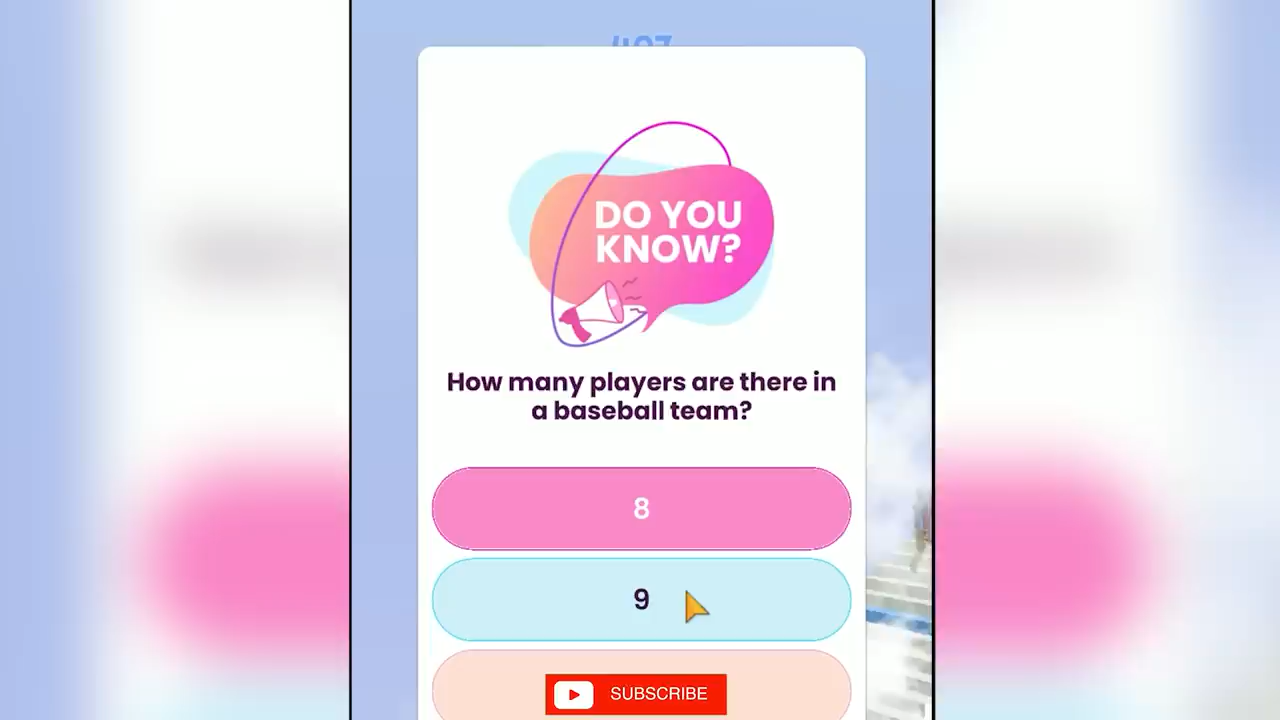 DO YOU
KNOW?
How many players are there in
a baseball team?
8
9
SUBSCRIBE